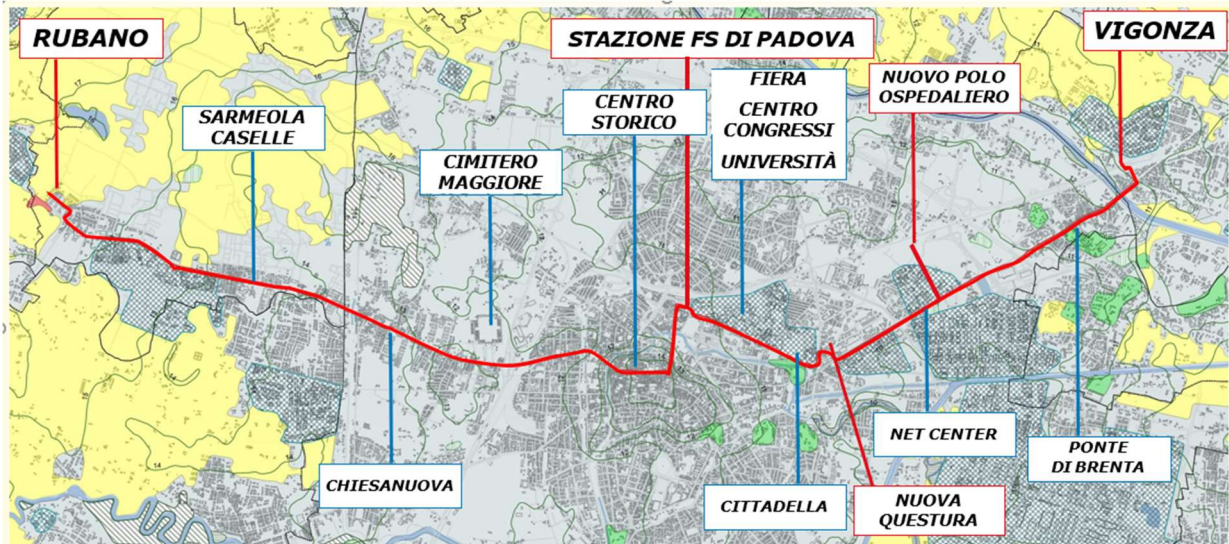 RUBANO
STAZIONE FS DI PADOVA
VIGONZA
SARMEOLA
CASELLE
CIMITERO
MAGGIORE
CENTRO
STORICO
FIERA
CENTRO
CONGRESSI
UNIVERSITÀ
NUOVO POLO
OSPEDALIERO
CHIESANUOVA
CITTADELLA
NUOVA
QUESTURA
NET CENTER
PONTE
DI BRENTA